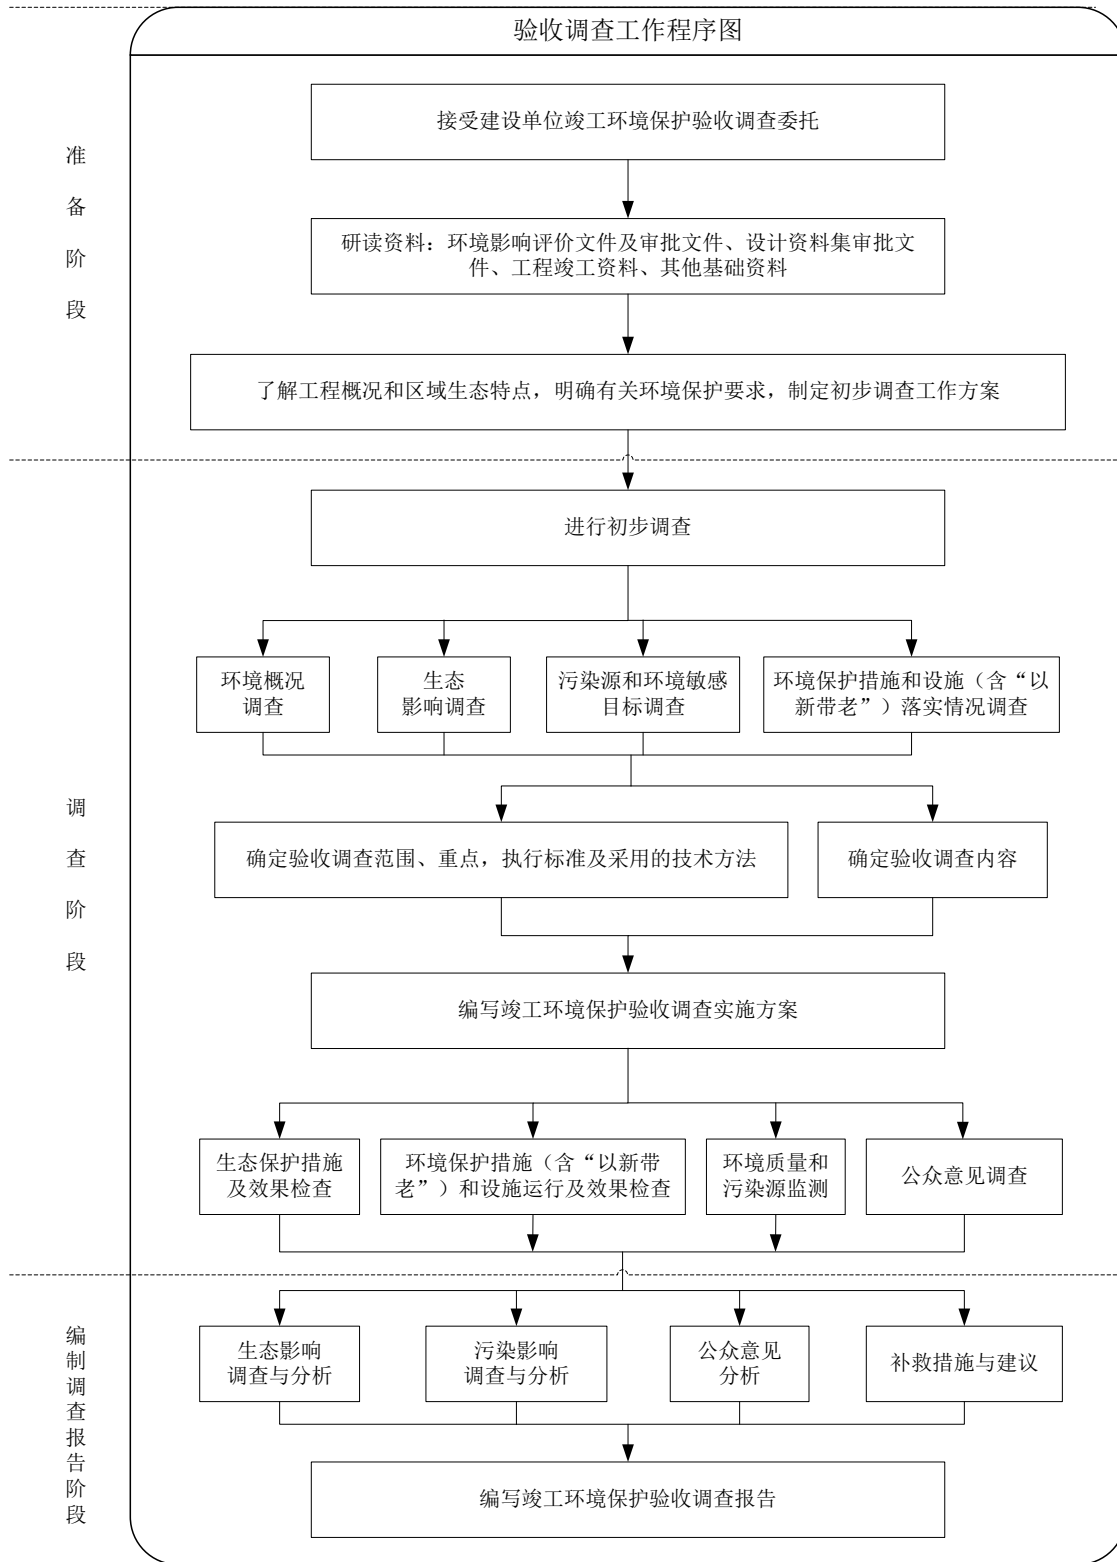 验收调查工作程序图
准备阶段
接受建设单位竣工环境保护验收调查委托
研读资料：环境影响评价文件及审批文件、设计资料集审批文
件、工程竣工资料、其他基础资料
了解工程概况和区域生态特点，明确有关环境保护要求，制定初步调查工作方案
调查阶段
进行初步调查
环境概况
调查
生态
影响调查
污染源和环境敏感
目标调查
环境保护措施和设施（含“以
新带老”）落实情况调查
确定验收调查范围、重点，执行标准及采用的技术方法
确定验收调查内容
编写竣工环境保护验收调查实施方案
生态保护措施
及效果检查
环境保护措施（含“以新带
老”）和设施运行及效果检查
环境质量和
污染源监测
公众意见调查
编制调查报告阶段
生态影响
调查与分析
污染影响
调查与分析
公众意见
分析
补救措施与建议
编写竣工环境保护验收调查报告